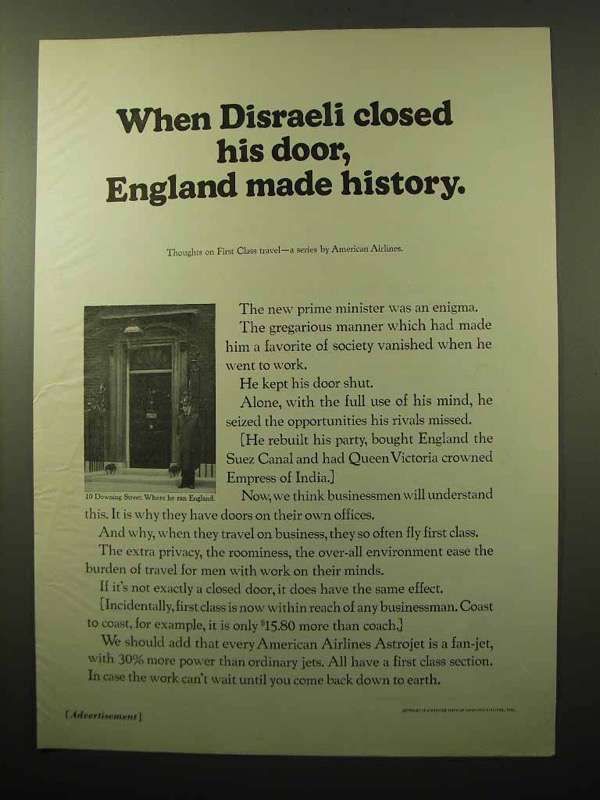 When Disraeli closed
his door,
England made history.
Thoughts on First Class travel—a series by American Airlines.
The new prime minister was an enigma.
The gregarious manner which had made
him a favorite of society vanished when he
went to work.
He kept his door shut.
Alone, with the full use of his mind, he
seized the opportunities his rivals missed.
[He rebuilt his party, bought England the
Suez Canal and had Queen Victoria crowned
Empress of India.]
10 Downing Street: Where he ran England.
Now, we think businessmen will understand
this. It is why they have doors on their own offices.
And why, when they travel on business, they so often fly first class.
The extra privacy, the roominess, the over-all environment ease the
burden of travel for men with work on their minds.
If it's not exactly a closed door, it does have the same effect.
[Incidentally, first class is now within reach of any businessman. Coast
to coast, for example, it is only $15.80 more than coach.]
We should add that every American Airlines Astrojet is a fan-jet,
with 30% more power than ordinary jets. All have a first class section.
In case the work can't wait until you come back down to earth.
[Advertisement]